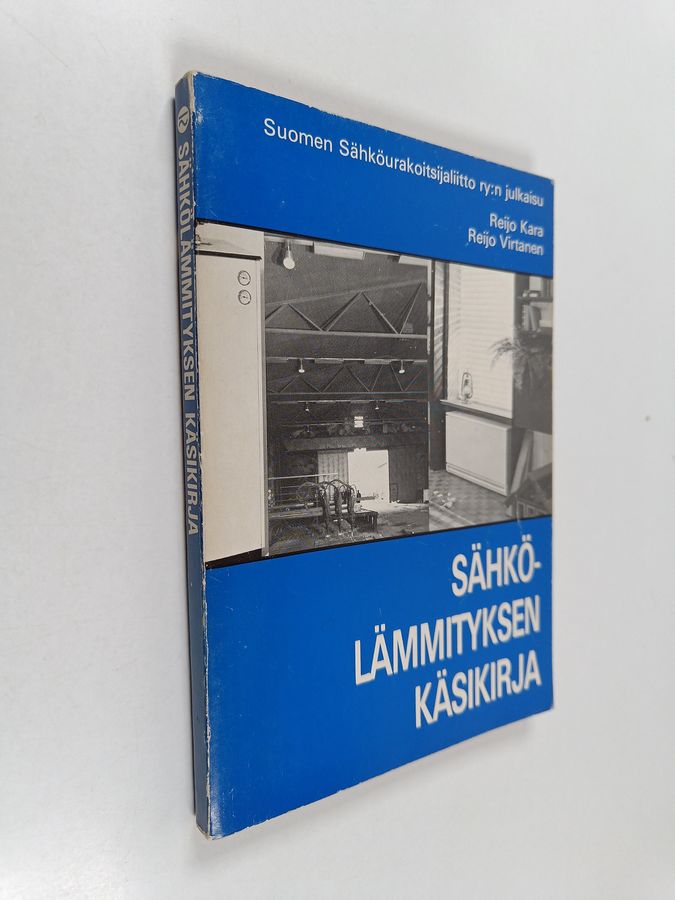 Suomen Sähköurakoitsijaliitto ry:n julkaisu
Reijo Kara
Reijo Virtanen
SÄHKÖ-
LÄMMITYKSEN
KÄSIKIRJA
SÄHKÖLÄMMITYKSEN KÄSIKIRJA